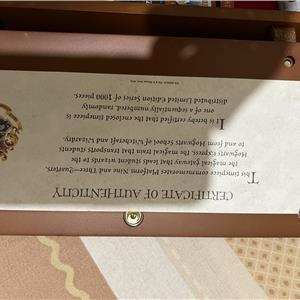 CERTIFICATE OF AUTHENTICITY
This timepiece commemorates Platform Nine and Nine Three-Quarters,
the magical gateway that leads student wizards to the
Hogwarts Express, the magical train that transports students
to and from Hogwarts School of Witchcraft and Wizardry.
It is hereby certified that the enclosed timepiece is
one of a sequentially numbered, randomly
distributed Limited Edition Series of 1000 pieces.